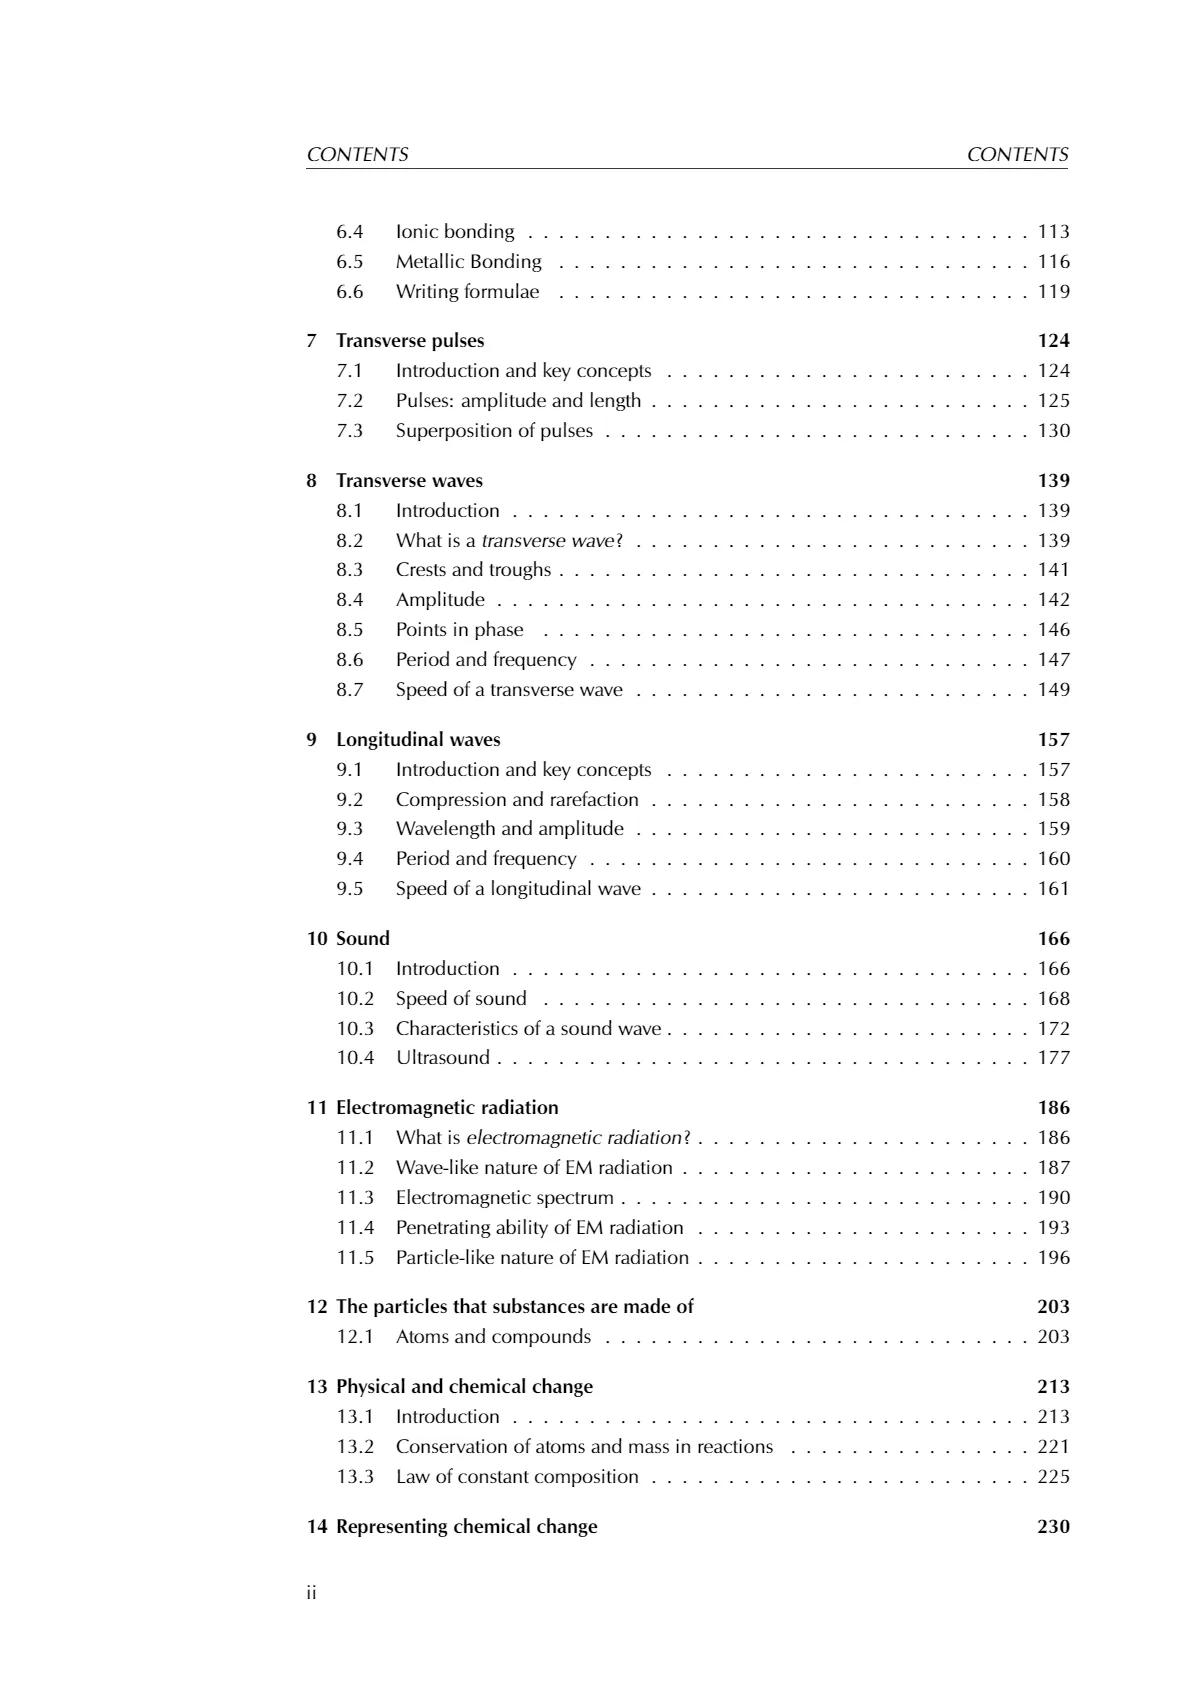 CONTENTS CONTENTS
6.4 Ionic bonding . . . . . . . . . . . . . . . . . . . . . . . . . . . . . . . . . 113
6.5 Metallic Bonding . . . . . . . . . . . . . . . . . . . . . . . . . . . . . . . 116
6.6 Writing formulae . . . . . . . . . . . . . . . . . . . . . . . . . . . . . . . 119
7 Transverse pulses 124
7.1 Introduction and key concepts . . . . . . . . . . . . . . . . . . . . . . . . 124
7.2 Pulses: amplitude and length . . . . . . . . . . . . . . . . . . . . . . . . . 125
7.3 Superposition of pulses . . . . . . . . . . . . . . . . . . . . . . . . . . . . 130
8 Transverse waves 139
8.1 Introduction . . . . . . . . . . . . . . . . . . . . . . . . . . . . . . . . . . 139
8.2 What is a transverse wave? . . . . . . . . . . . . . . . . . . . . . . . . . . 139
8.3 Crests and troughs . . . . . . . . . . . . . . . . . . . . . . . . . . . . . . . 141
8.4 Amplitude . . . . . . . . . . . . . . . . . . . . . . . . . . . . . . . . . . . 142
8.5 Points in phase . . . . . . . . . . . . . . . . . . . . . . . . . . . . . . . . 146
8.6 Period and frequency . . . . . . . . . . . . . . . . . . . . . . . . . . . . . 147
8.7 Speed of a transverse wave . . . . . . . . . . . . . . . . . . . . . . . . . . 149
9 Longitudinal waves 157
9.1 Introduction and key concepts . . . . . . . . . . . . . . . . . . . . . . . . 157
9.2 Compression and rarefaction . . . . . . . . . . . . . . . . . . . . . . . . . 158
9.3 Wavelength and amplitude . . . . . . . . . . . . . . . . . . . . . . . . . . 159
9.4 Period and frequency . . . . . . . . . . . . . . . . . . . . . . . . . . . . . 160
9.5 Speed of a longitudinal wave . . . . . . . . . . . . . . . . . . . . . . . . . 161
10 Sound 166
10.1 Introduction . . . . . . . . . . . . . . . . . . . . . . . . . . . . . . . . . . 166
10.2 Speed of sound . . . . . . . . . . . . . . . . . . . . . . . . . . . . . . . . 168
10.3 Characteristics of a sound wave . . . . . . . . . . . . . . . . . . . . . . . . 172
10.4 Ultrasound . . . . . . . . . . . . . . . . . . . . . . . . . . . . . . . . . . . 177
11 Electromagnetic radiation 186
11.1 What is electromagnetic radiation? . . . . . . . . . . . . . . . . . . . . . . 186
11.2 Wave-like nature of EM radiation . . . . . . . . . . . . . . . . . . . . . . . 187
11.3 Electromagnetic spectrum . . . . . . . . . . . . . . . . . . . . . . . . . . . 190
11.4 Penetrating ability of EM radiation . . . . . . . . . . . . . . . . . . . . . . 193
11.5 Particle-like nature of EM radiation . . . . . . . . . . . . . . . . . . . . . . 196
12 The particles that substances are made of 203
12.1 Atoms and compounds . . . . . . . . . . . . . . . . . . . . . . . . . . . . 203
13 Physical and chemical change 213
13.1 Introduction . . . . . . . . . . . . . . . . . . . . . . . . . . . . . . . . . . 213
13.2 Conservation of atoms and mass in reactions . . . . . . . . . . . . . . . . 221
13.3 Law of constant composition . . . . . . . . . . . . . . . . . . . . . . . . . 225
14 Representing chemical change 230
ii